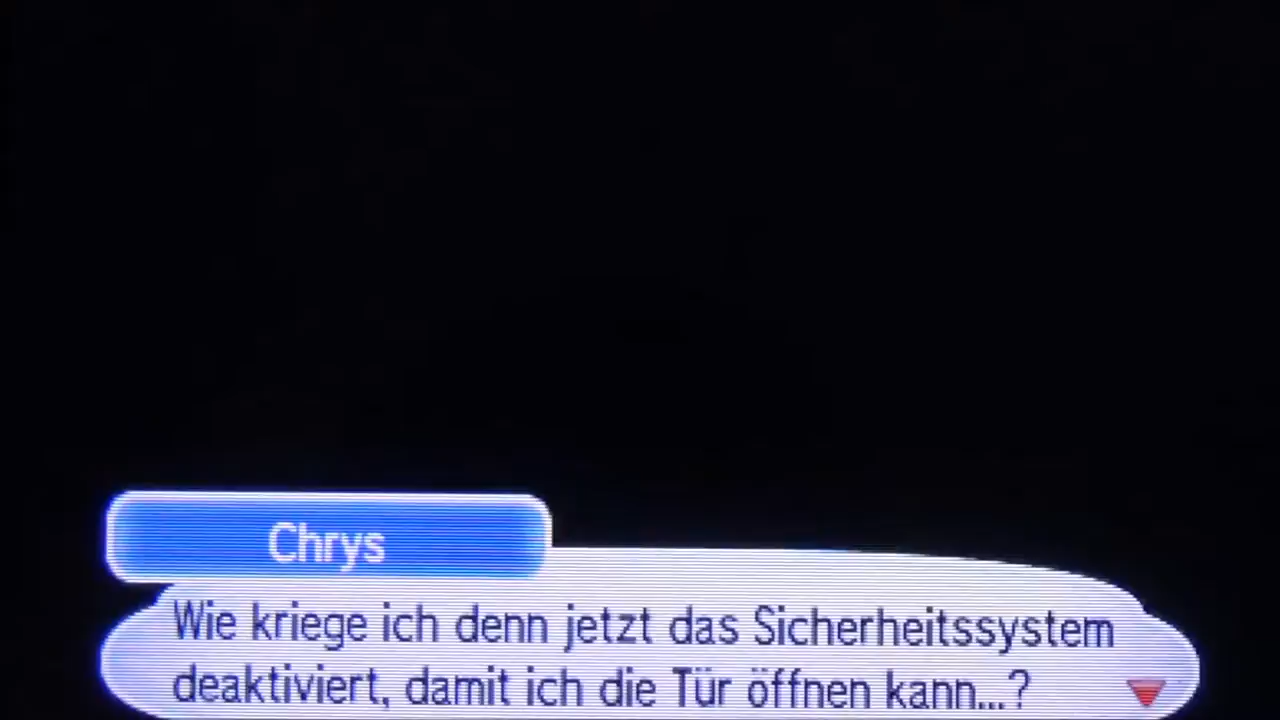 Chrys
Wie kriege ich denn jetzt das Sicherheitssystem
deaktiviert, damit ich die Tür öffnen kann...?